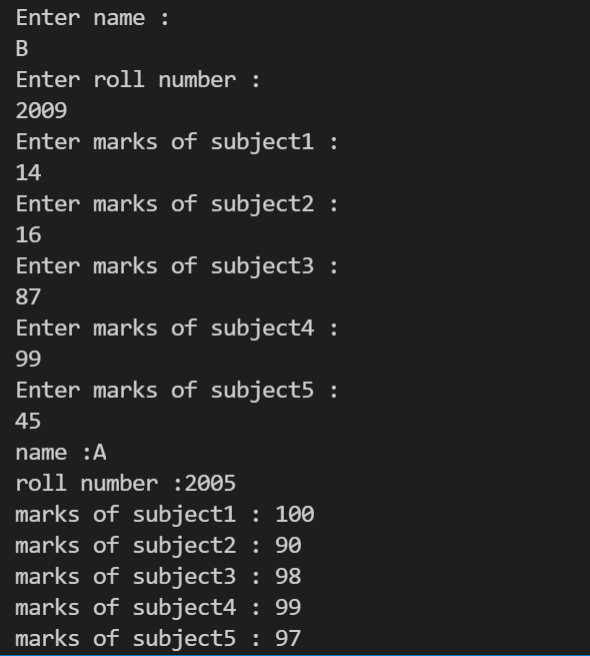 Enter name :
B
Enter roll number :
2009
Enter marks of subject1 :
14
Enter marks of subject2 :
16
Enter marks of subject3 :
87
Enter marks of subject4 :
99
Enter marks of subject5 :
45
name :A
roll number :2005
marks of subject1 : 100
marks of subject2 : 90
marks of subject3 : 98
marks of subject4 : 99
marks of subject5 : 97